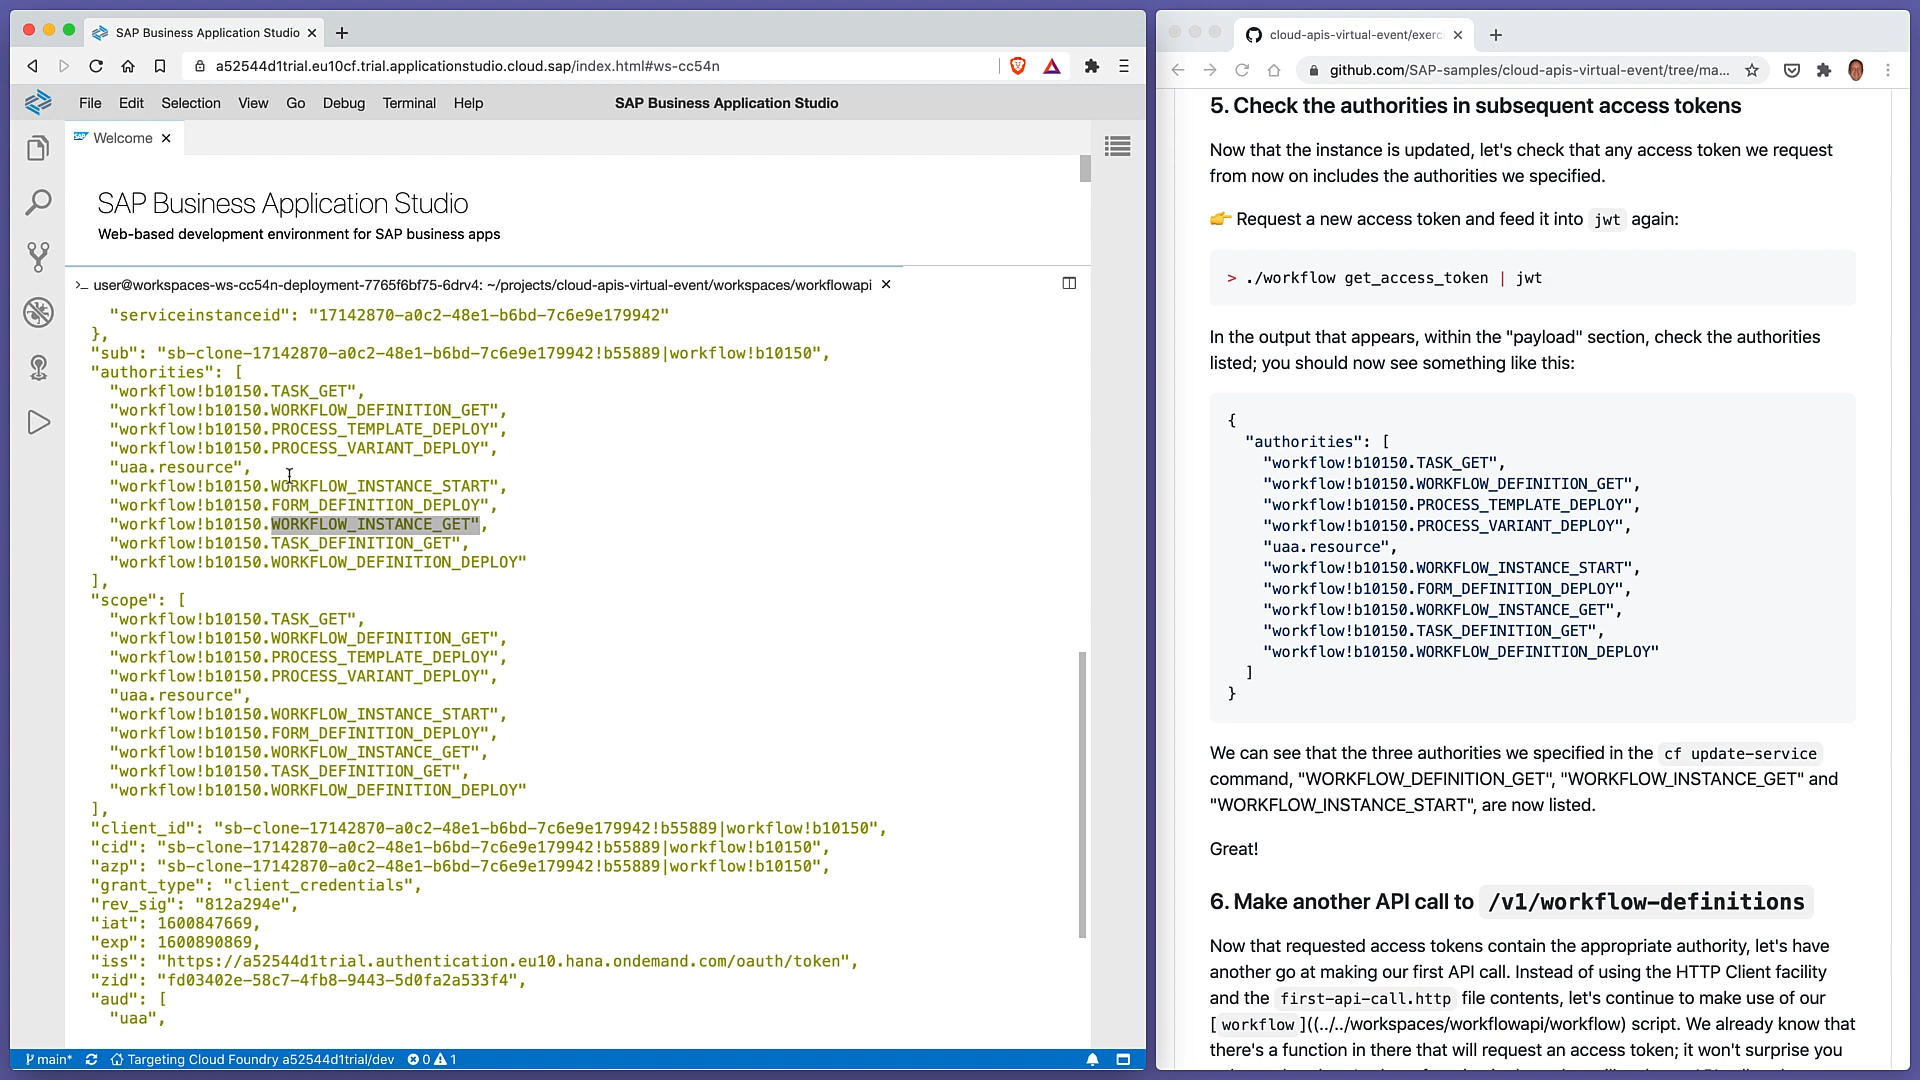 SAP Business Application Studio
a52544d1trial.eu10cf.trial.applicationstudio.cloud.sap/index.html#ws-cc54n
File Edit Selection View Go Debug Terminal Help
SAP Business Application Studio
Welcome
SAP Business Application Studio
Web-based development environment for SAP business apps
>_ user@workspaces-ws-cc54n-deployment-7765f6bf75-6drv4: ~/projects/cloud-apis-virtual-event/workspaces/workflowapi
"serviceinstanceid": "17142870-a0c2-48e1-b6bd-7c6e9e179942"
},
"sub": "sb-clone-17142870-a0c2-48e1-b6bd-7c6e9e179942!b55889|workflow!b10150",
"authorities": [
"workflow!b10150.TASK_GET",
"workflow!b10150.WORKFLOW_DEFINITION_GET",
"workflow!b10150.PROCESS_TEMPLATE_DEPLOY",
"workflow!b10150.PROCESS_VARIANT_DEPLOY",
"uaa.resource",
"workflow!b10150.WORKFLOW_INSTANCE_START",
"workflow!b10150.FORM_DEFINITION_DEPLOY",
"workflow!b10150.WORKFLOW_INSTANCE_GET",
"workflow!b10150.TASK_DEFINITION_GET",
"workflow!b10150.WORKFLOW_DEFINITION_DEPLOY"
],
"scope": [
"workflow!b10150.TASK_GET",
"workflow!b10150.WORKFLOW_DEFINITION_GET",
"workflow!b10150.PROCESS_TEMPLATE_DEPLOY",
"workflow!b10150.PROCESS_VARIANT_DEPLOY",
"uaa.resource",
"workflow!b10150.WORKFLOW_INSTANCE_START",
"workflow!b10150.FORM_DEFINITION_DEPLOY",
"workflow!b10150.WORKFLOW_INSTANCE_GET",
"workflow!b10150.TASK_DEFINITION_GET",
"workflow!b10150.WORKFLOW_DEFINITION_DEPLOY"
],
"client_id": "sb-clone-17142870-a0c2-48e1-b6bd-7c6e9e179942!b55889|workflow!b10150",
"cid": "sb-clone-17142870-a0c2-48e1-b6bd-7c6e9e179942!b55889|workflow!b10150",
"azp": "sb-clone-17142870-a0c2-48e1-b6bd-7c6e9e179942!b55889|workflow!b10150",
"grant_type": "client_credentials",
"rev_sig": "812a294e",
"iat": 1600847669,
"exp": 1600890869,
"iss": "https://a52544d1trial.authentication.eu10.hana.ondemand.com/oauth/token",
"zid": "fd03402e-58c7-4fb8-9443-5d0fa2a533f4",
"aud": [
"uaa",
main* Targeting Cloud Foundry a52544d1trial/dev 0 1
cloud-apis-virtual-event/exerc
github.com/SAP-samples/cloud-apis-virtual-event/tree/ma...
5. Check the authorities in subsequent access tokens
Now that the instance is updated, let's check that any access token we request
from now on includes the authorities we specified.
👉 Request a new access token and feed it into jwt again:
> ./workflow get_access_token | jwt
In the output that appears, within the "payload" section, check the authorities
listed; you should now see something like this:
{
"authorities": [
"workflow!b10150.TASK_GET",
"workflow!b10150.WORKFLOW_DEFINITION_GET",
"workflow!b10150.PROCESS_TEMPLATE_DEPLOY",
"workflow!b10150.PROCESS_VARIANT_DEPLOY",
"uaa.resource",
"workflow!b10150.WORKFLOW_INSTANCE_START",
"workflow!b10150.FORM_DEFINITION_DEPLOY",
"workflow!b10150.WORKFLOW_INSTANCE_GET",
"workflow!b10150.TASK_DEFINITION_GET",
"workflow!b10150.WORKFLOW_DEFINITION_DEPLOY"
]
}
We can see that the three authorities we specified in the cf update-service
command, "WORKFLOW_DEFINITION_GET", "WORKFLOW_INSTANCE_GET" and
"WORKFLOW_INSTANCE_START", are now listed.
Great!
6. Make another API call to /v1/workflow-definitions
Now that requested access tokens contain the appropriate authority, let's have
another go at making our first API call. Instead of using the HTTP Client facility
and the first-api-call.http file contents, let's continue to make use of our
[ workflow ]((../../workspaces/workflowapi/workflow) script. We already know that
there's a function in there that will request an access token; it won't surprise you